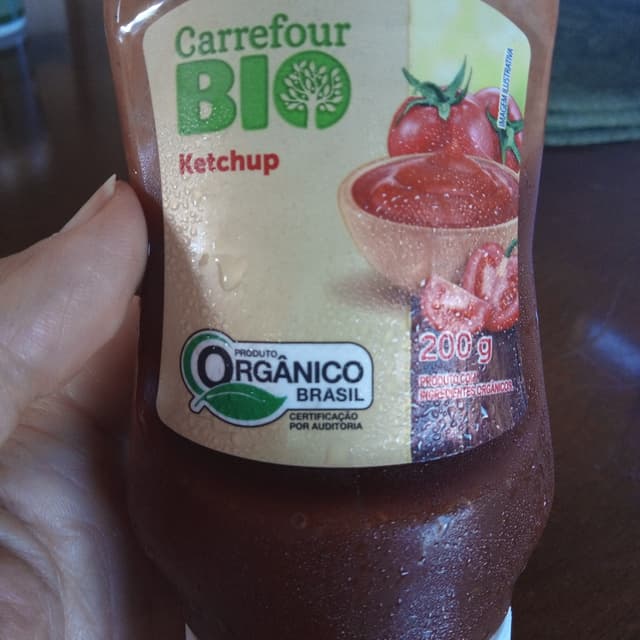 Carrefour
BIO
Ketchup
IMAGEM ILUSTRATIVA
PRODUTO
ORGÂNICO
BRASIL
CERTIFICAÇÃO
POR AUDITORIA
200 g
PRODUTO COM
INGREDIENTES ORGÂNICOS